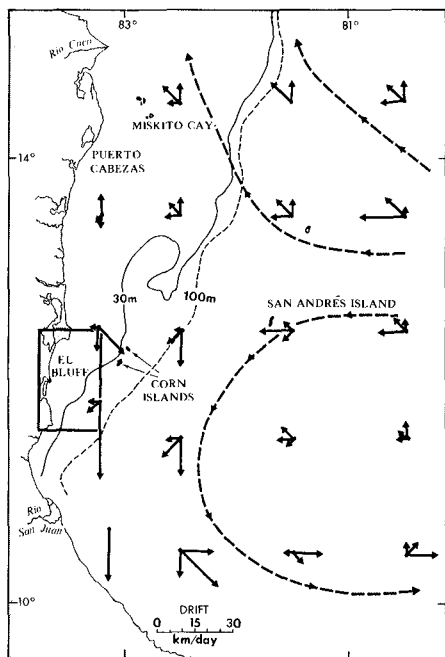 83°
81°
Rio Cuen
MISKITO CAY
PUERTO
CABEZAS
14°
30m
100m
SAN ANDRÉS ISLAND
EL
BLUFF
CORN
ISLANDS
Rio
San Juan
10°
DRIFT
0 15 30
km/day